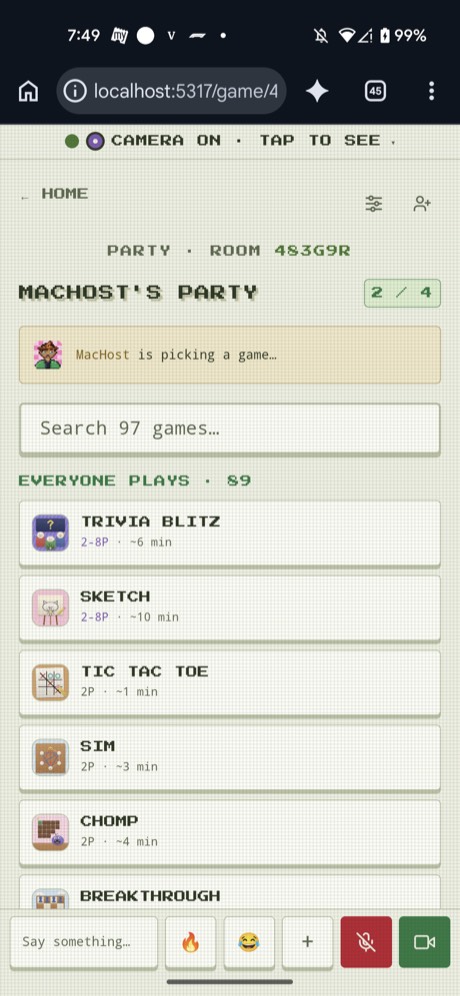 7:49
V
99%
localhost:5317/game/4
45
CAMERA ON · TAP TO SEE
← HOME
PARTY · ROOM 483G9R
MACHOST'S PARTY
2 / 4
MacHost is picking a game…
Search 97 games…
EVERYONE PLAYS · 89
TRIVIA BLITZ
2-8P · ~6 min
SKETCH
2-8P · ~10 min
TIC TAC TOE
2P · ~1 min
SIM
2P · ~3 min
CHOMP
2P · ~4 min
BREAKTHROUGH
Say something…
+